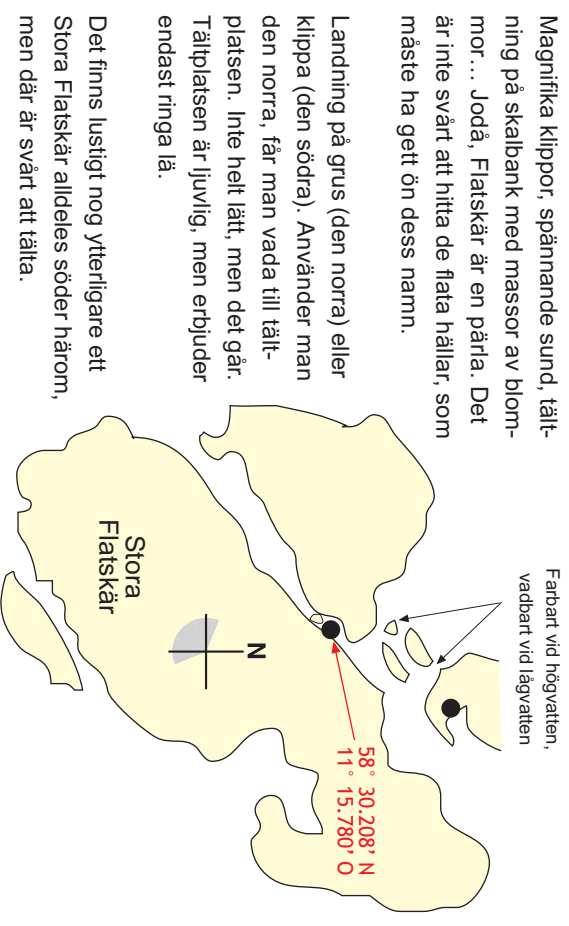 Magnifika klippor, spännande sund, tält-
ning på skalbank med massor av blom-
mor... Jodå, Flatskär är en pärla. Det
är inte svårt att hitta de flata hällar, som
måste ha gett ön dess namn.
Landning på grus (den norra) eller
klippa (den södra). Använder man
den norra, får man vada till tält-
platsen. Inte helt lätt, men det går.
Tältplatsen är ljuvlig, men erbjuder
endast ringa lä.
Det finns lustigt nog ytterligare ett
Stora Flatskär alldeles söder härom,
men där är svårt att tälta.
Farbart vid högvatten,
vadbart vid lågvatten
58° 30.208' N
11° 15.780' O
N
Stora
Flatskär